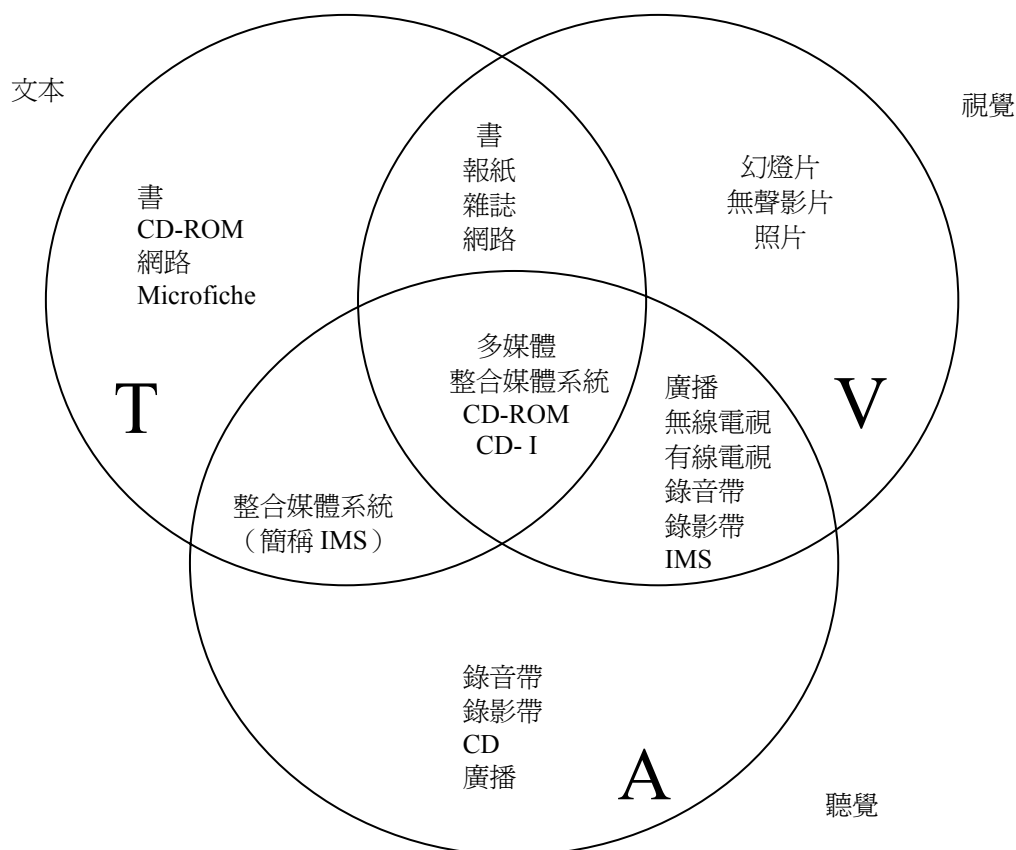 文本
視覺
書
報紙
雜誌
網路
幻燈片
無聲影片
照片
書
CD-ROM
網路
Microfiche
T
多媒體
整合媒體系統
CD-ROM
CD- I
廣播
無線電視
有線電視
錄音帶
錄影帶
IMS
V
整合媒體系統
（簡稱 IMS）
錄音帶
錄影帶
CD
廣播
A
聽覺